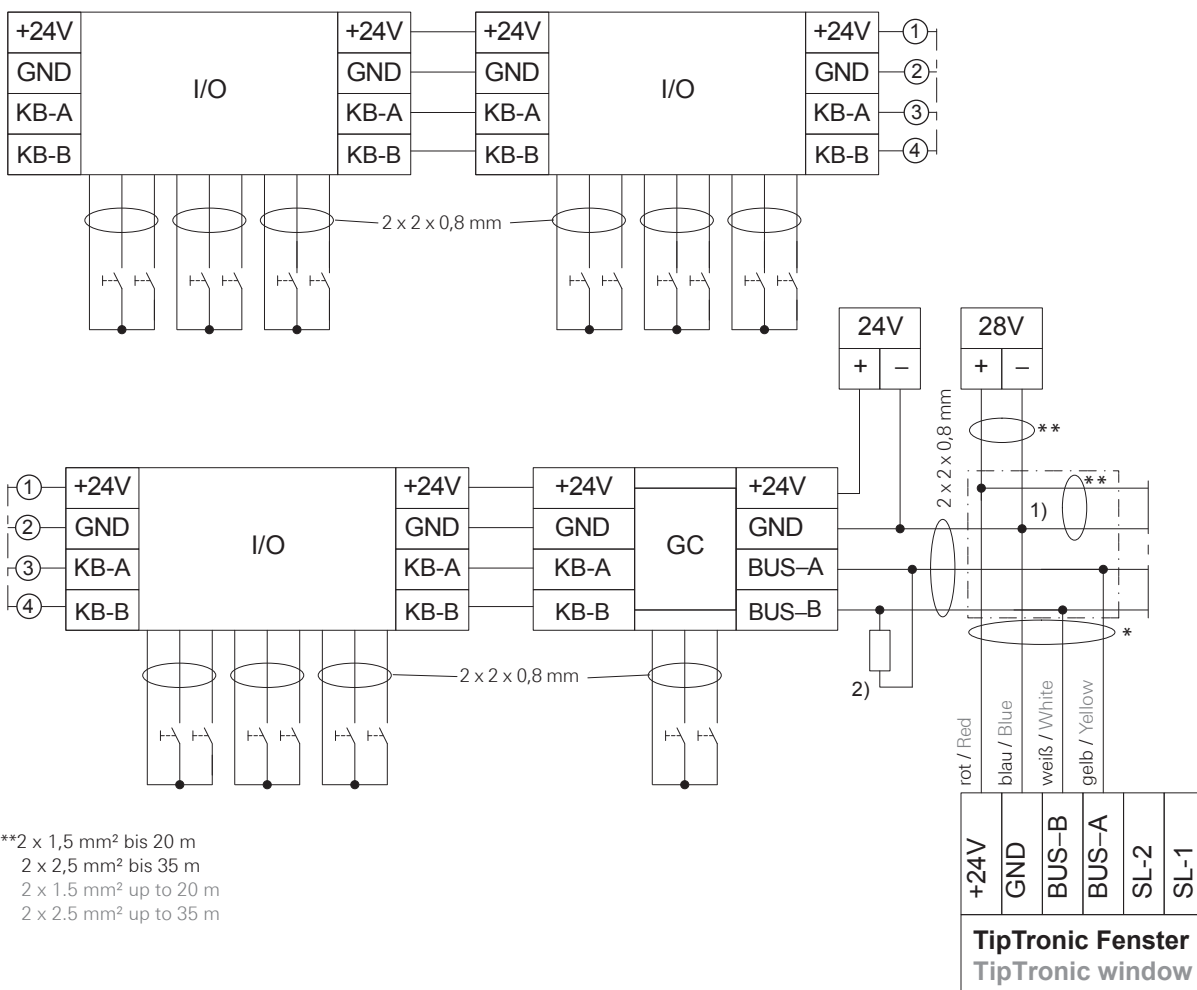 +24V +24V +24V +24V 1
GND GND GND GND 2
I/O I/O
KB-A KB-A KB-A KB-A 3
KB-B KB-B KB-B KB-B 4
2 x 2 x 0,8 mm
24V 28V
+ – + –
2 x 2 x 0,8 mm
**
1 +24V +24V +24V +24V **
2 GND GND GND GND 1)
I/O GC
3 KB-A KB-A KB-A BUS–A
4 KB-B KB-B KB-B BUS–B
*
2 x 2 x 0,8 mm
2)
rot / Red
blau / Blue
weiß / White
gelb / Yellow
**2 x 1,5 mm² bis 20 m
2 x 2,5 mm² bis 35 m
2 x 1.5 mm² up to 20 m
2 x 2.5 mm² up to 35 m
+24V
GND
BUS–B
BUS–A
SL-2
SL-1
TipTronic Fenster
TipTronic window